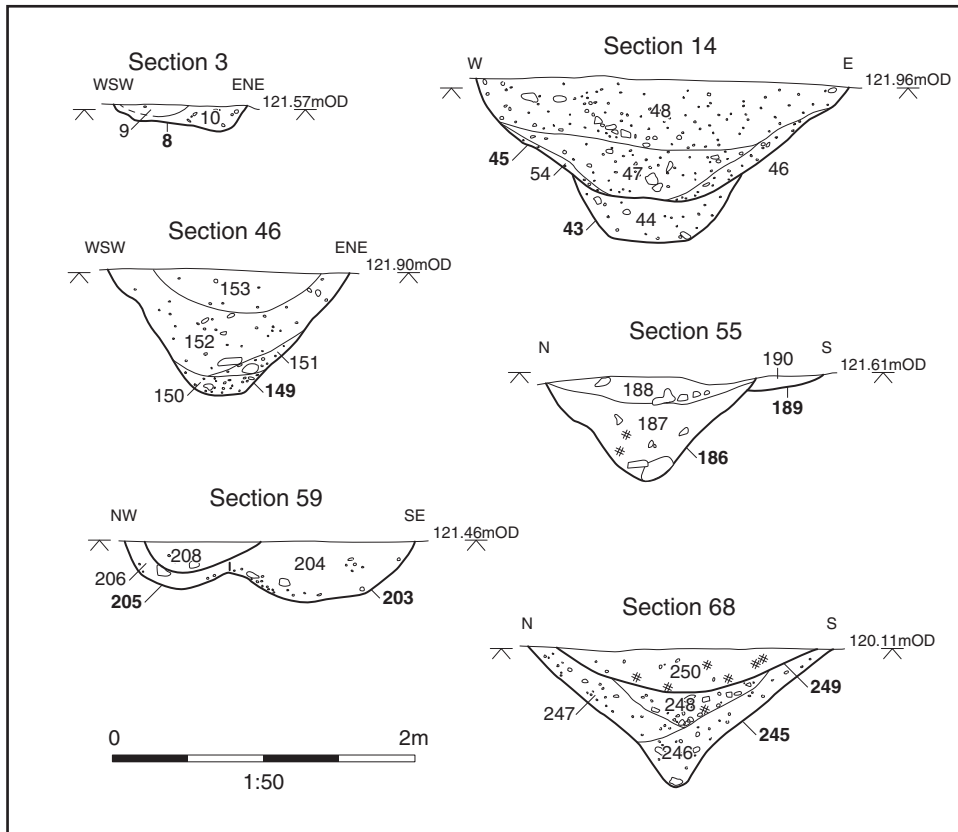 Section 3
WSW ENE
121.57mOD
9 8 10
Section 14
W E
121.96mOD
48
45
54 47 46
43 44
Section 46
WSW ENE
121.90mOD
153
152
151
150 149
Section 55
N S
190
121.61mOD
188
189
187
186
Section 59
NW SE
121.46mOD
208
204
206
205 203
Section 68
N S
120.11mOD
250
249
248
247
245
246
0 2m
1:50